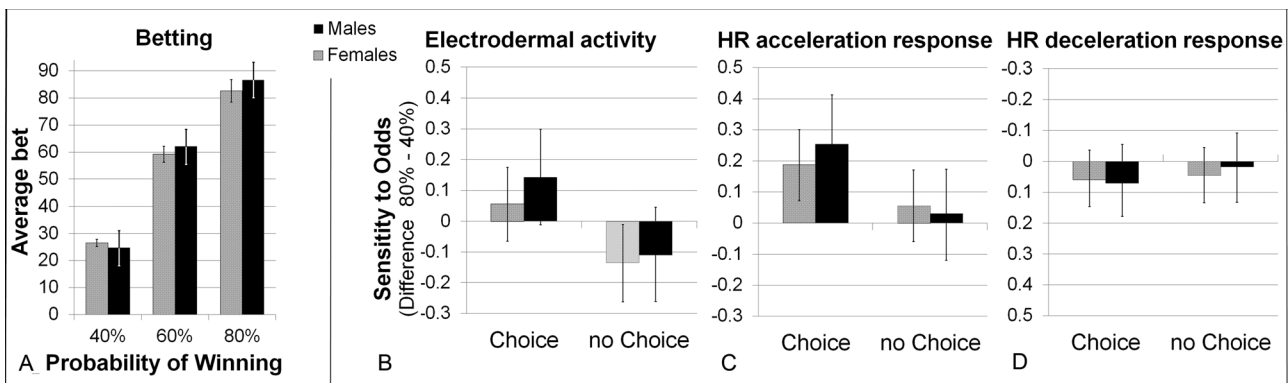 Betting
Males
Females
Average bet
90
80
70
60
50
40
30
20
10
0
40% 60% 80%
A_ Probability of Winning
Electrodermal activity
Sensitity to Odds
(Difference 80% - 40%)
0.5
0.4
0.3
0.2
0.1
0
-0.1
-0.2
-0.3
B Choice no Choice
HR acceleration response
0.5
0.4
0.3
0.2
0.1
0
-0.1
-0.2
-0.3
C Choice no Choice
HR deceleration response
-0.3
-0.2
-0.1
0
0.1
0.2
0.3
0.4
0.5
D Choice no Choice